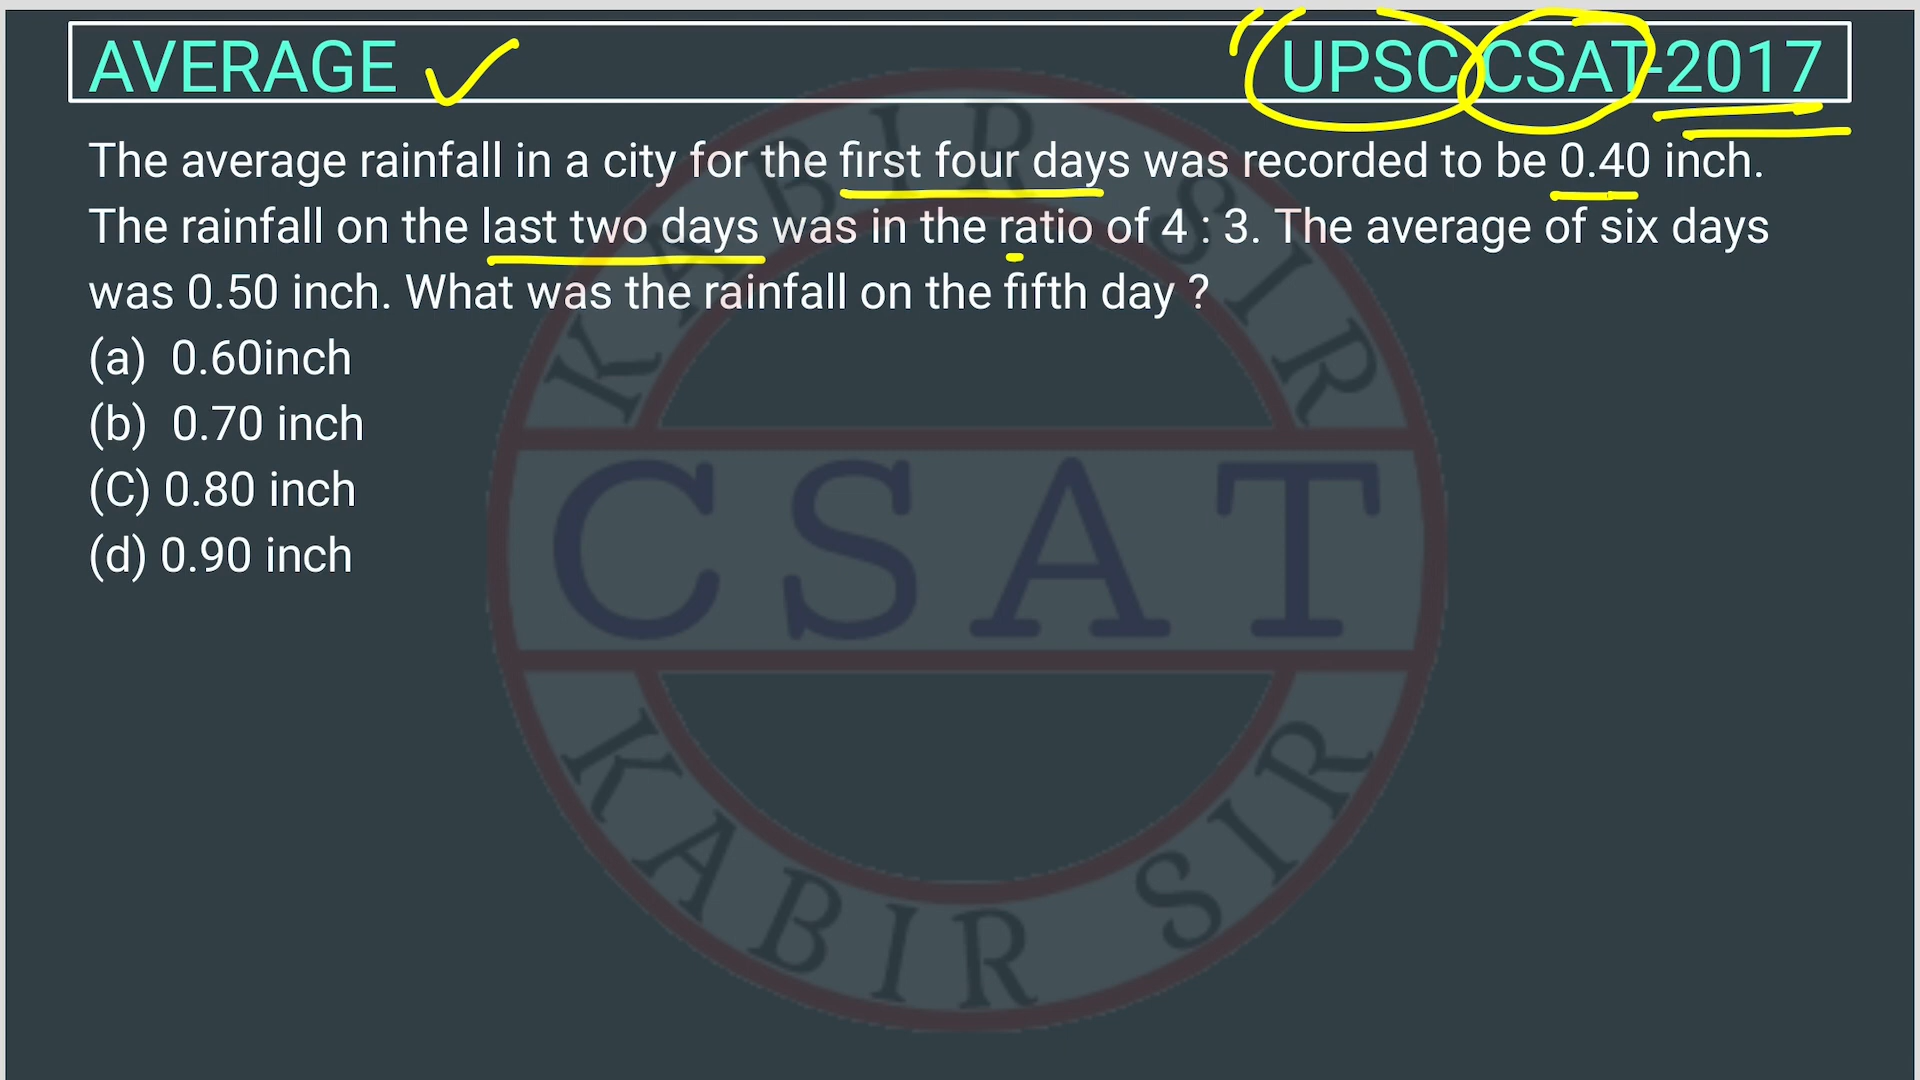 AVERAGE
UPSC CSAT-2017
The average rainfall in a city for the first four days was recorded to be 0.40 inch.
The rainfall on the last two days was in the ratio of 4 : 3. The average of six days
was 0.50 inch. What was the rainfall on the fifth day ?
(a) 0.60inch
(b) 0.70 inch
(C) 0.80 inch
(d) 0.90 inch
KABIR SIR
CSAT
KABIR SIR